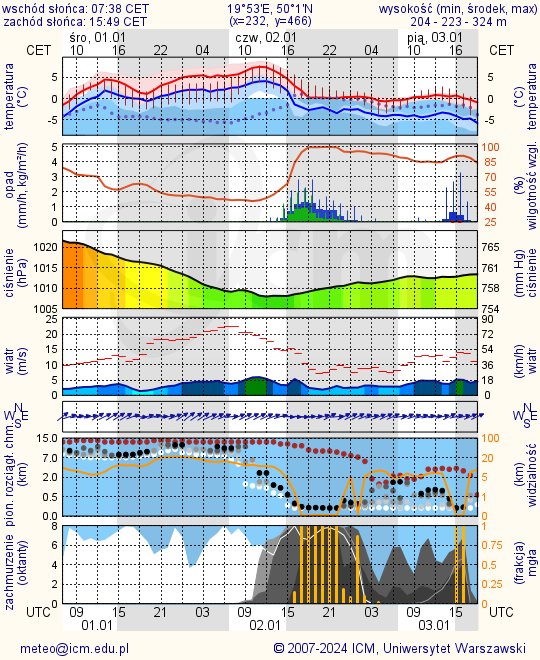 wschód słońca: 07:38 CET 19°53'E, 50°1'N wysokość (min, środek, max)
zachód słońca: 15:49 CET (x=232, y=466) 204 - 223 - 324 m
śro, 01.01 czw, 02.01 pią, 03.01
CET 10 16 22 04 10 16 22 04 10 16 CET
temperatura (°C) 5 0 -5 5 0 -5 (°C) temperatura
opad (mm/h, kg/m²/h) 5 4 3 2 1 0 100 85 70 55 40 25 (%) wilgotność wzgl.
ciśnienie (hPa) 1020 1015 1010 1005 765 761 758 754 (mm Hg) ciśnienie
wiatr (m/s) 25 20 15 10 5 0 90 72 54 36 18 0 (km/h) wiatr
N W E S N W E S
pion. rozciągł. chm. (km) 15.0 7.0 2.0 0.5 0.0 100 20 5 1 0 (km) widzialność
zachmurzenie (oktanty) 8 6 4 2 0 1 0.75 0.5 0.25 0 (frakcja) mgła
UTC 09 15 21 03 09 15 21 03 09 15 UTC
01.01 02.01 03.01
meteo@icm.edu.pl © 2007-2024 ICM, Uniwersytet Warszawski